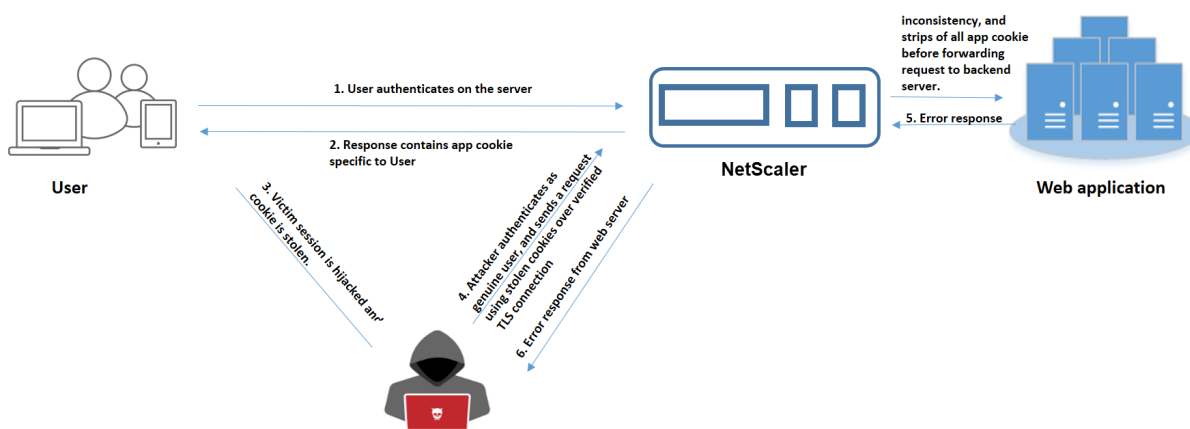 inconsistency, and
strips of all app cookie
before forwarding
request to backend
server.
1. User authenticates on the server
5. Error response
2. Response contains app cookie
specific to User
NetScaler
User
Web application
3. Victim session is hijacked and
cookie is stolen.
4. Attacker authenticates as
genuine user, and sends a request
using stolen cookies over verified
TLS connection
6. Error response from web server